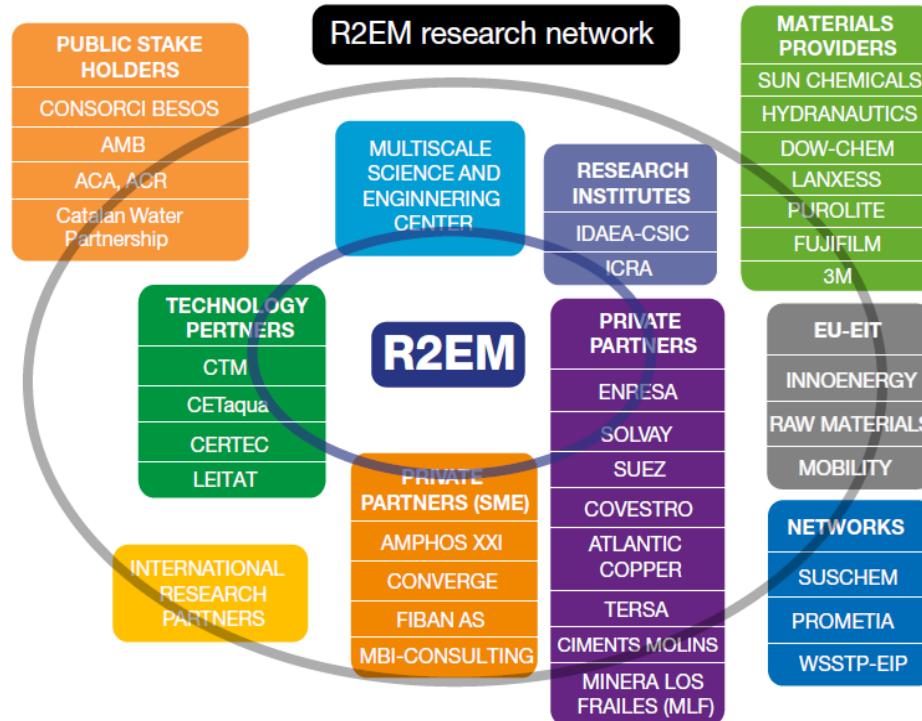 R2EM research network
PUBLIC STAKE
HOLDERS
CONSORCI BESOS
AMB
ACA, ACR
Catalan Water
Partnership
MULTISCALE
SCIENCE AND
ENGINNERING
CENTER
RESEARCH
INSTITUTES
IDAEA-CSIC
ICRA
MATERIALS
PROVIDERS
SUN CHEMICALS
HYDRANAUTICS
DOW-CHEM
LANXESS
PUROLITE
FUJIFILM
3M
TECHNOLOGY
PERTNERS
CTM
CETaqua
CERTEC
LEITAT
R2EM
PRIVATE
PARTNERS
ENRESA
SOLVAY
SUEZ
COVESTRO
ATLANTIC
COPPER
TERSA
CIMENTS MOLINS
MINERA LOS
FRAILES (MLF)
EU-EIT
INNOENERGY
RAW MATERIALS
MOBILITY
PRIVATE
PARTNERS (SME)
AMPHOS XXI
CONVERGE
FIBAN AS
MBI-CONSULTING
INTERNATIONAL
RESEARCH
PARTNERS
NETWORKS
SUSCHEM
PROMETIA
WSSTP-EIP